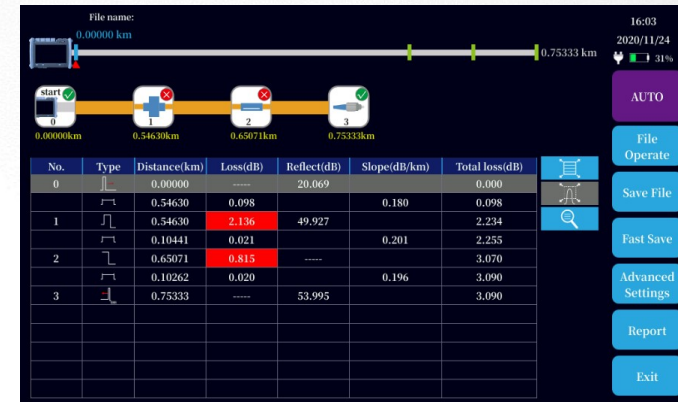 File name:
0.00000 km
0.75333 km
16:03
2020/11/24
31%
start
0
1
2
3
0.00000km
0.54630km
0.65071km
0.75333km
No. Type Distance(km) Loss(dB) Reflect(dB) Slope(dB/km) Total loss(dB)
0 0.00000 ----- 20.069 0.000
0.54630 0.098 0.180 0.098
1 0.54630 2.136 49.927 2.234
0.10441 0.021 0.201 2.255
2 0.65071 0.815 ----- 3.070
0.10262 0.020 0.196 3.090
3 0.75333 ----- 53.995 3.090
AUTO
File
Operate
Save File
Fast Save
Advanced
Settings
Report
Exit